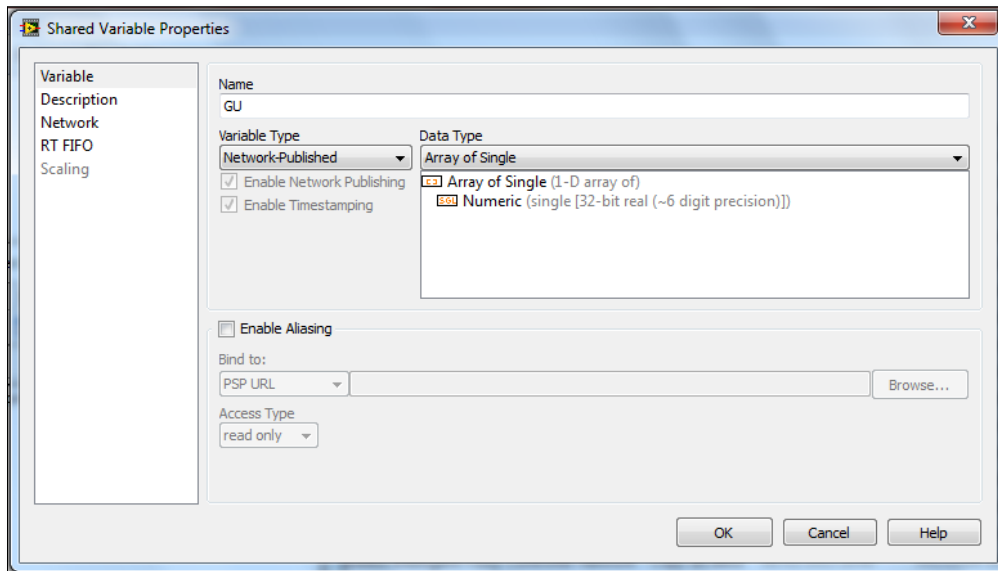 Shared Variable Properties
Variable
Description
Network
RT FIFO
Scaling
Name
GU
Variable Type
Data Type
Network-Published
Array of Single
Enable Network Publishing
Enable Timestamping
Array of Single (1-D array of)
SGL Numeric (single [32-bit real (~6 digit precision)])
Enable Aliasing
Bind to:
PSP URL
Browse...
Access Type
read only
OK
Cancel
Help